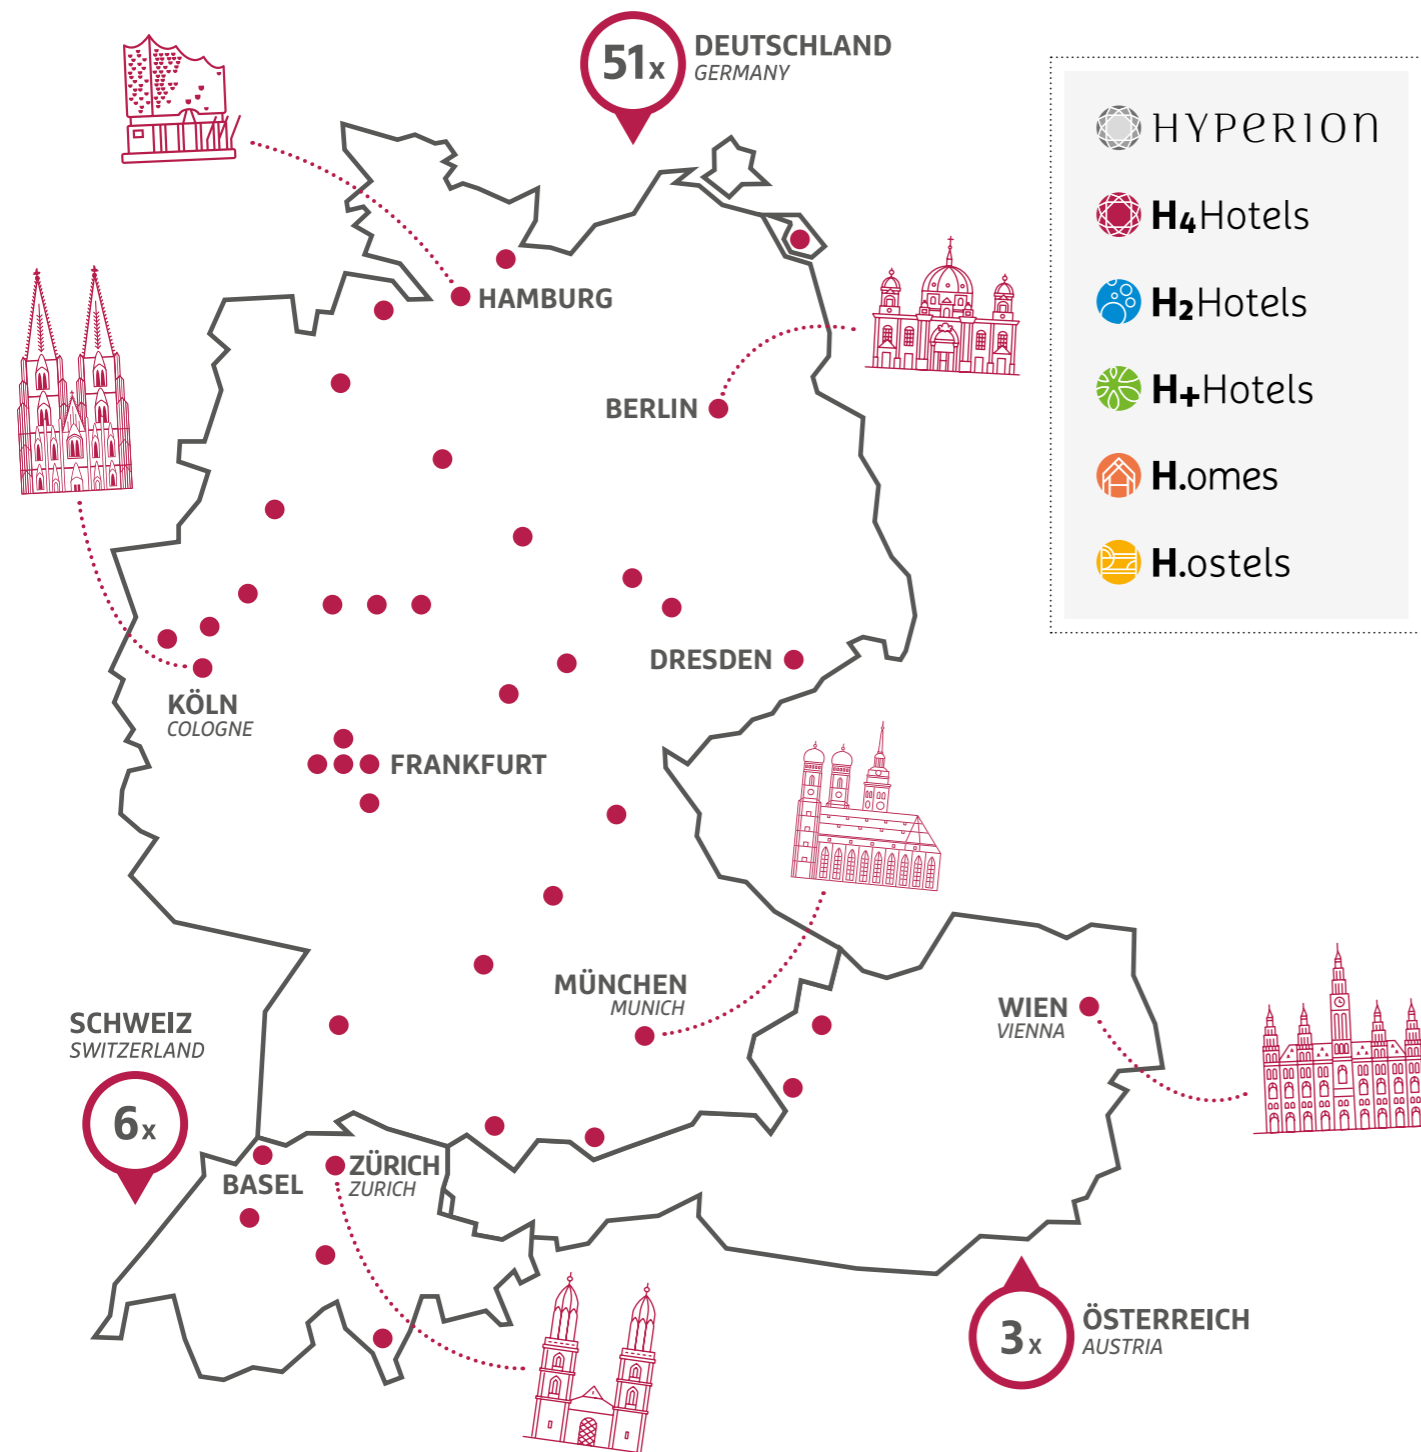 51x
DEUTSCHLAND
GERMANY
HYPERION
H4Hotels
H2Hotels
H+Hotels
H.omes
H.ostels
HAMBURG
BERLIN
DRESDEN
KÖLN
COLOGNE
FRANKFURT
MÜNCHEN
MUNICH
WIEN
VIENNA
SCHWEIZ
SWITZERLAND
6x
BASEL
ZÜRICH
ZURICH
3x
ÖSTERREICH
AUSTRIA